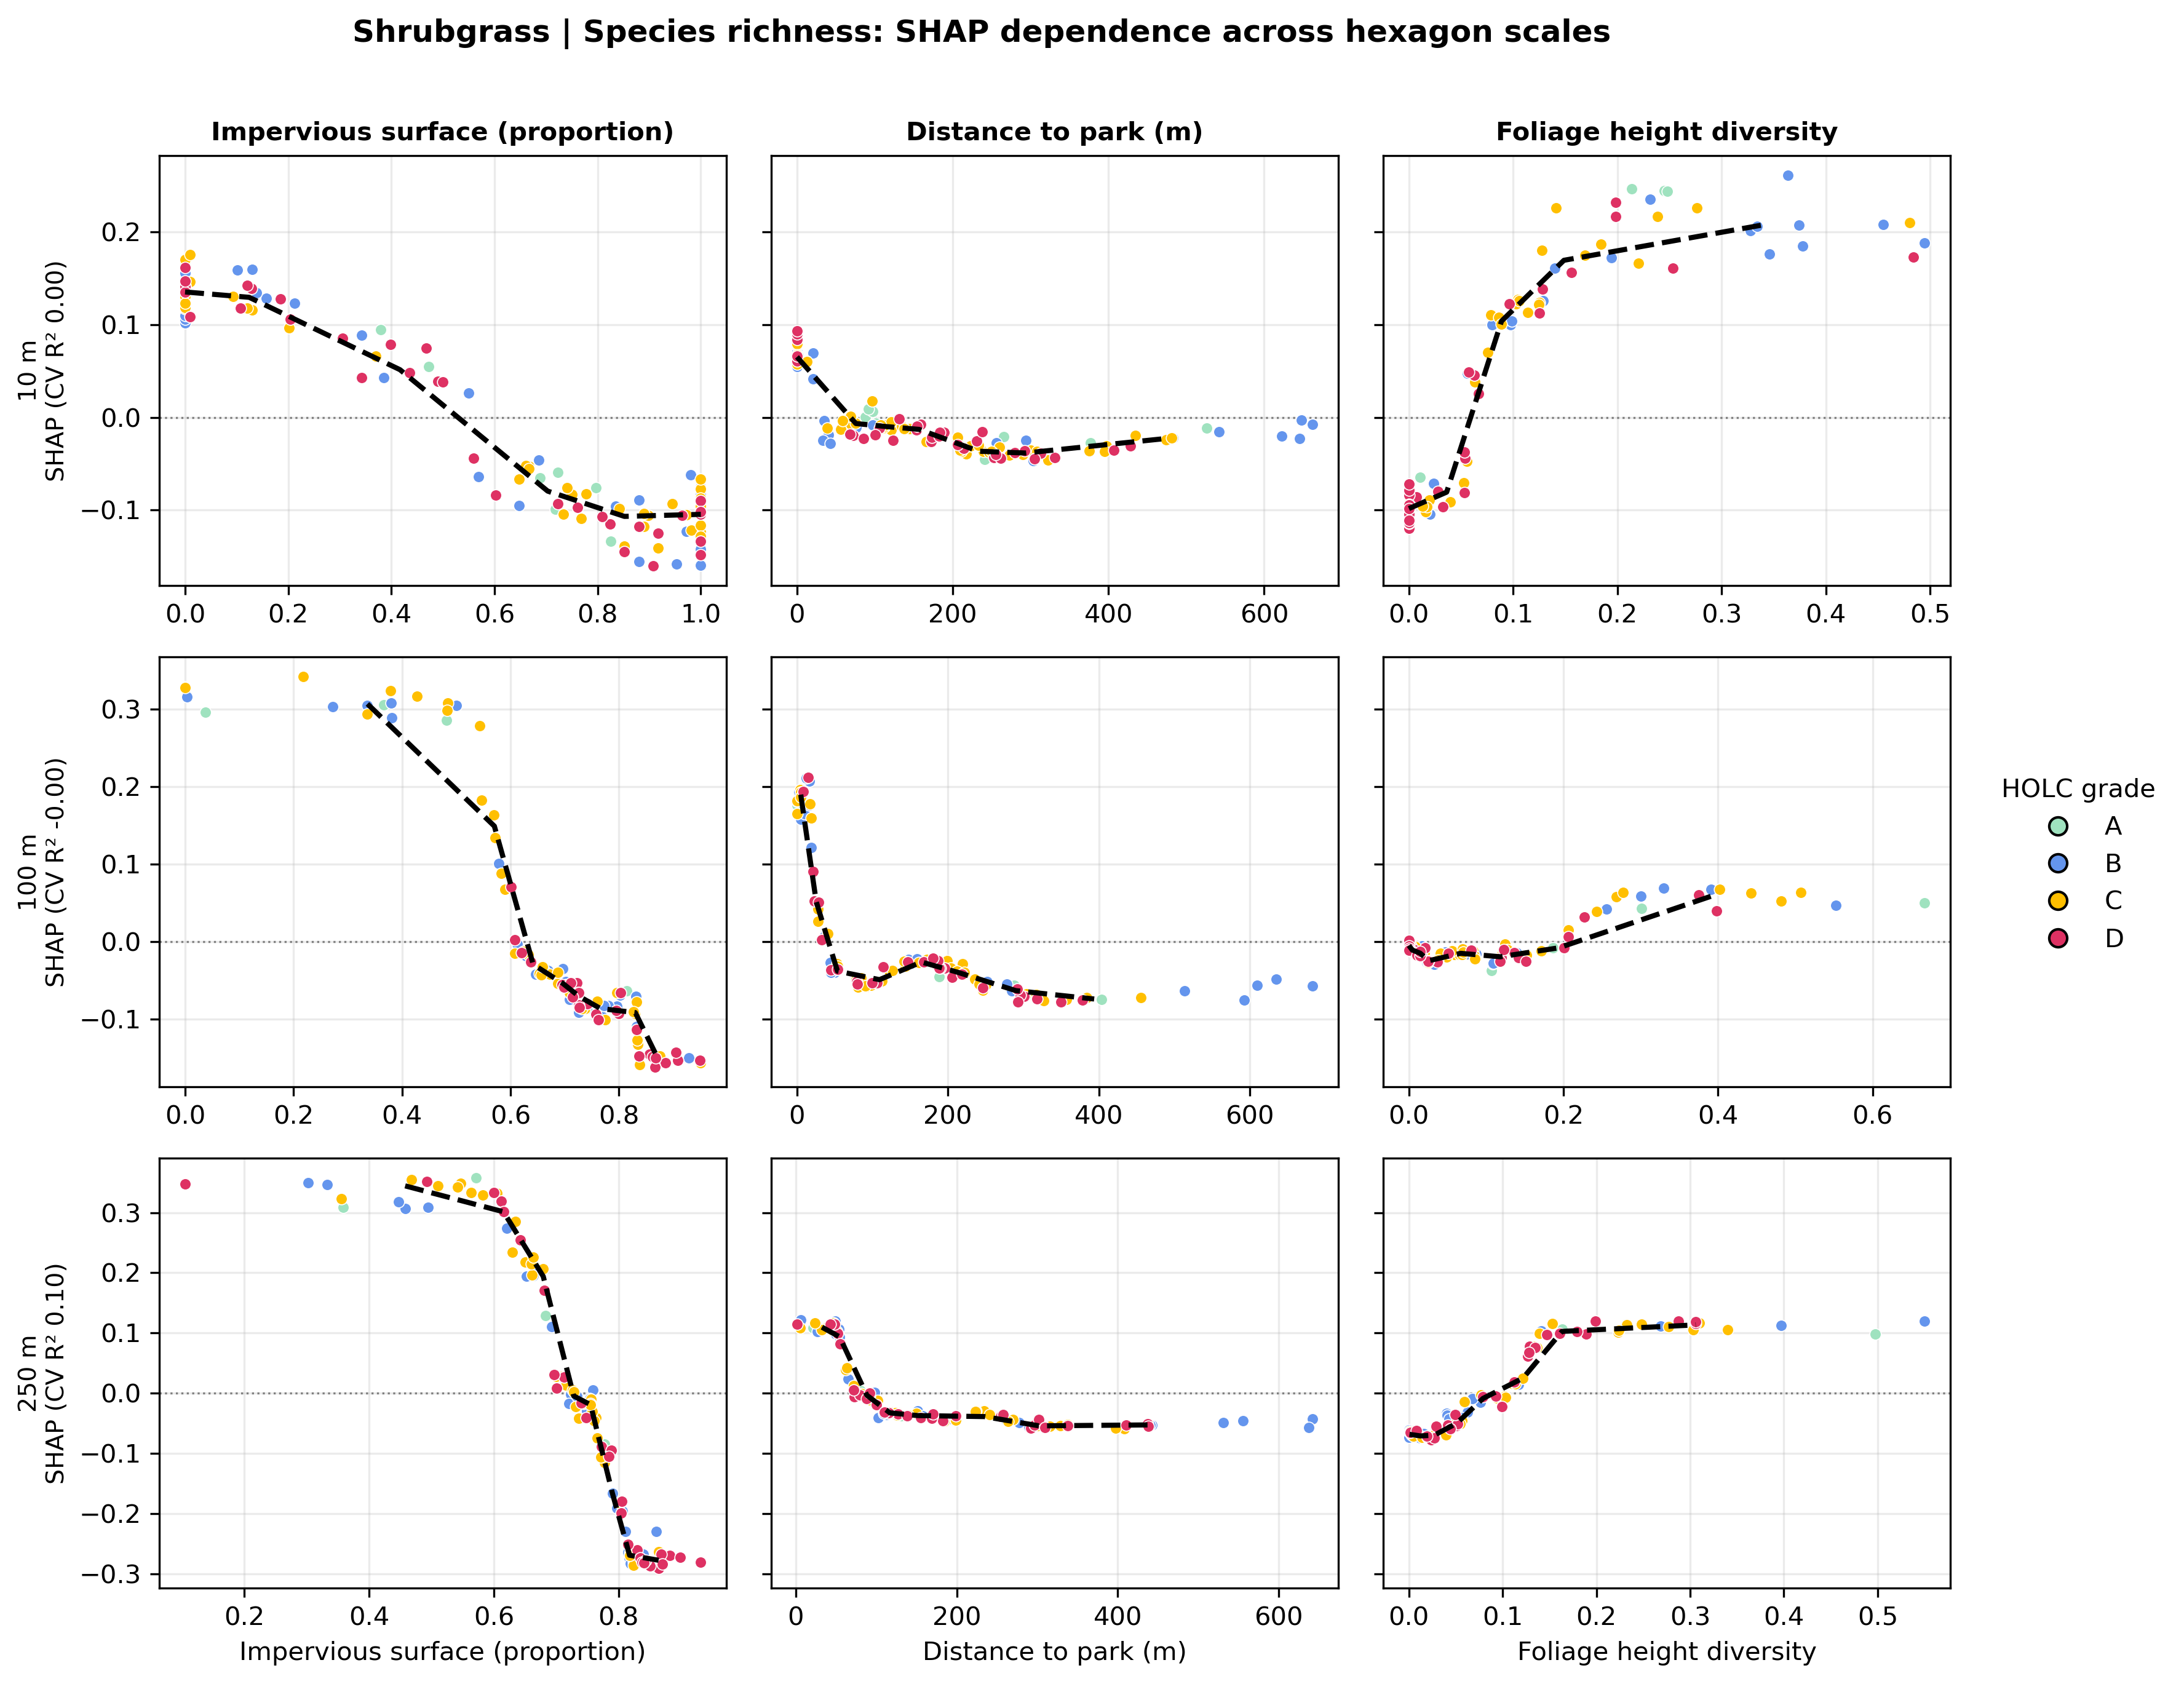 Shrubgrass | Species richness: SHAP dependence across hexagon scales
Impervious surface (proportion)
Distance to park (m)
Foliage height diversity
10 m
SHAP (CV R² 0.00)
0.2
0.1
0.0
−0.1
0.0 0.2 0.4 0.6 0.8 1.0
0 200 400 600
0.0 0.1 0.2 0.3 0.4 0.5
100 m
SHAP (CV R² -0.00)
0.3
0.2
0.1
0.0
−0.1
0.0 0.2 0.4 0.6 0.8
0 200 400 600
0.0 0.2 0.4 0.6
HOLC grade
A
B
C
D
250 m
SHAP (CV R² 0.10)
0.3
0.2
0.1
0.0
−0.1
−0.2
−0.3
0.2 0.4 0.6 0.8
0 200 400 600
0.0 0.1 0.2 0.3 0.4 0.5
Impervious surface (proportion)
Distance to park (m)
Foliage height diversity